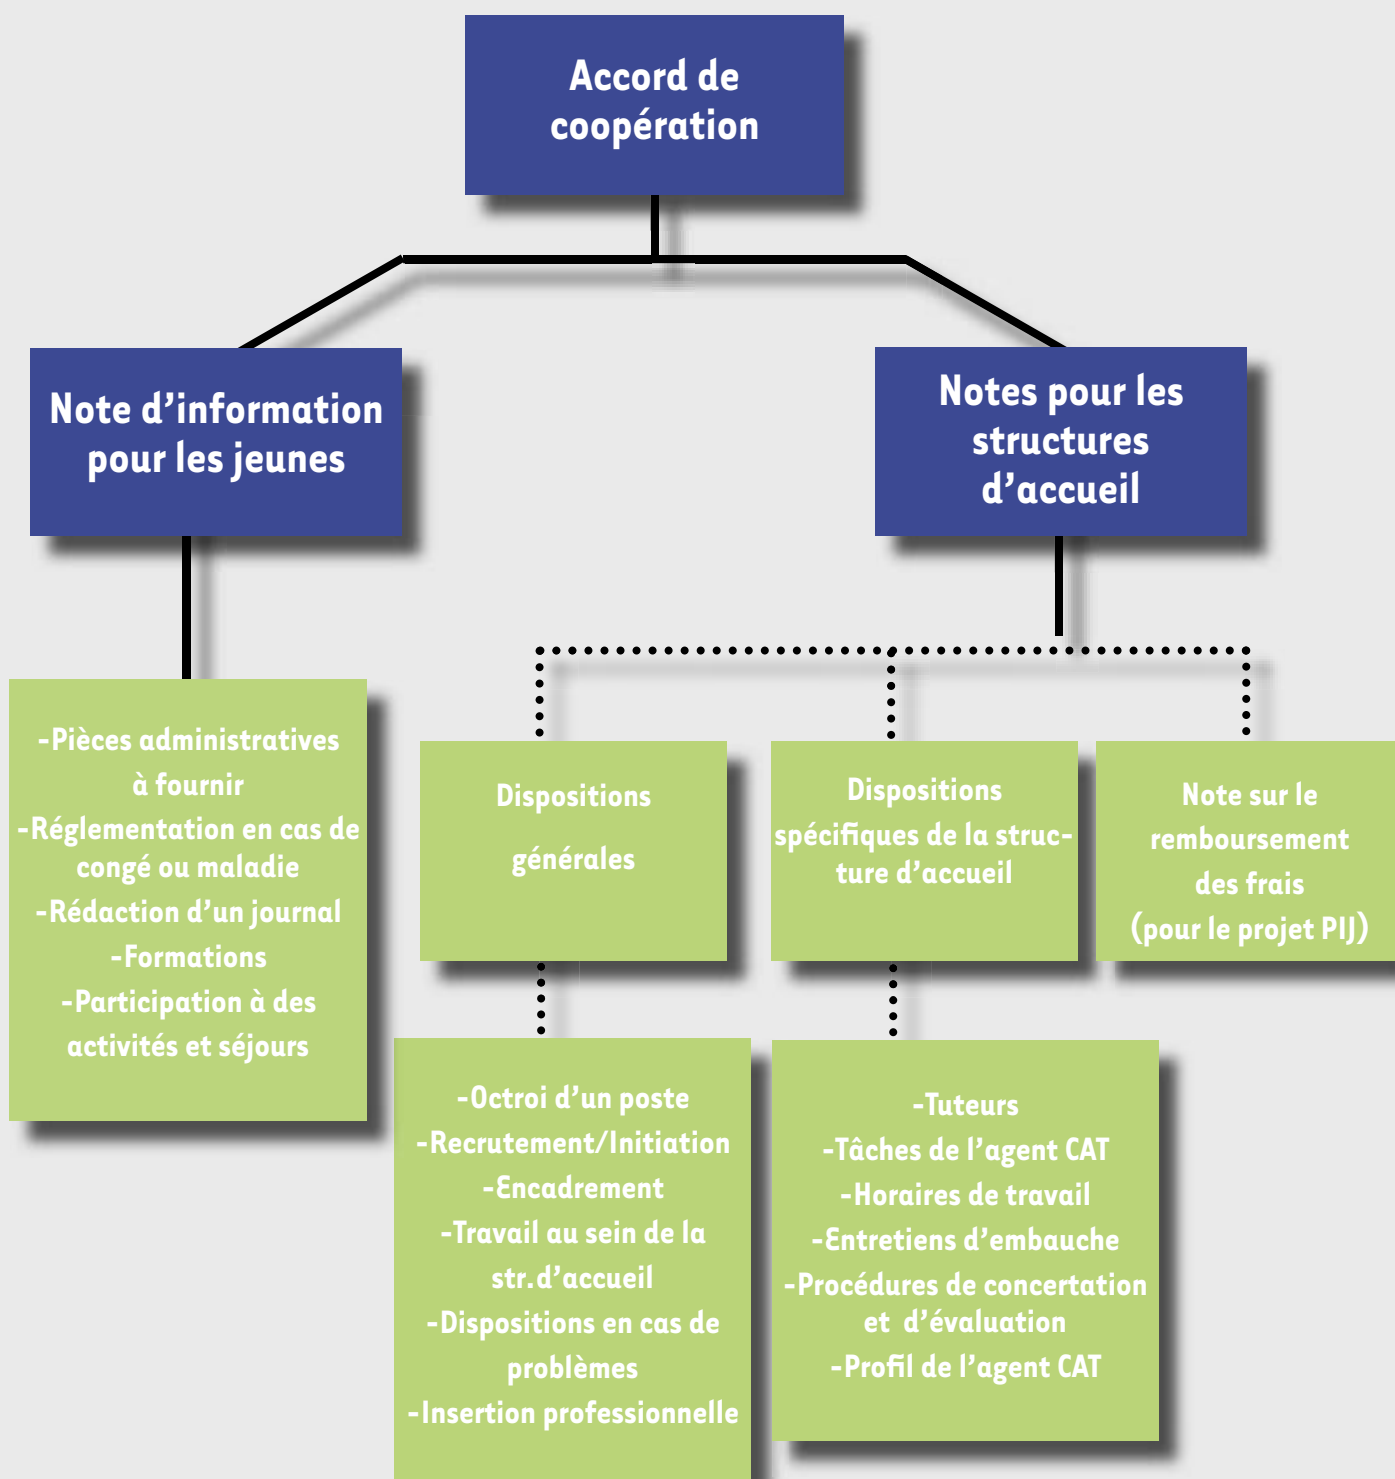 Accord de
coopération
Note d’information
pour les jeunes
Notes pour les
structures
d’accueil
-Pièces administratives
à fournir
-Réglementation en cas de
congé ou maladie
-Rédaction d’un journal
-Formations
-Participation à des
activités et séjours
Dispositions
générales
Dispositions
spécifiques de la struc-
ture d’accueil
Note sur le
remboursement
des frais
(pour le projet PIJ)
-Octroi d’un poste
-Recrutement/Initiation
-Encadrement
-Travail au sein de la
str.d’accueil
-Dispositions en cas de
problèmes
-Insertion professionnelle
-Tuteurs
-Tâches de l’agent CAT
-Horaires de travail
-Entretiens d’embauche
-Procédures de concertation
et  d’évaluation
-Profil de l’agent CAT